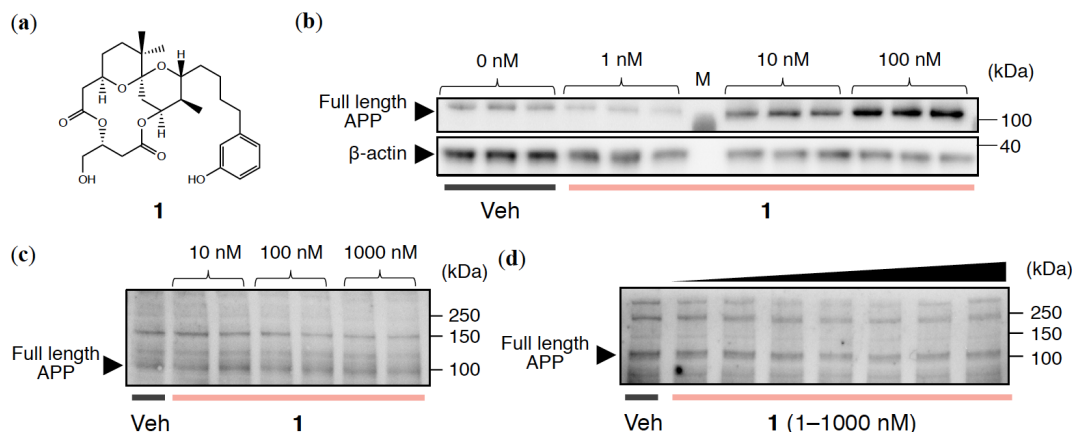 (a)
H
O
H
O
O
O
O
H
H
O
O
OH
HO
1
(b)
0 nM
1 nM
M
10 nM
100 nM
(kDa)
Full length
APP
100
β-actin
40
Veh
1
(c)
10 nM
100 nM
1000 nM
(kDa)
250
150
Full length
APP
100
Veh
1
(d)
(kDa)
250
150
Full length
APP
100
Veh
1 (1–1000 nM)